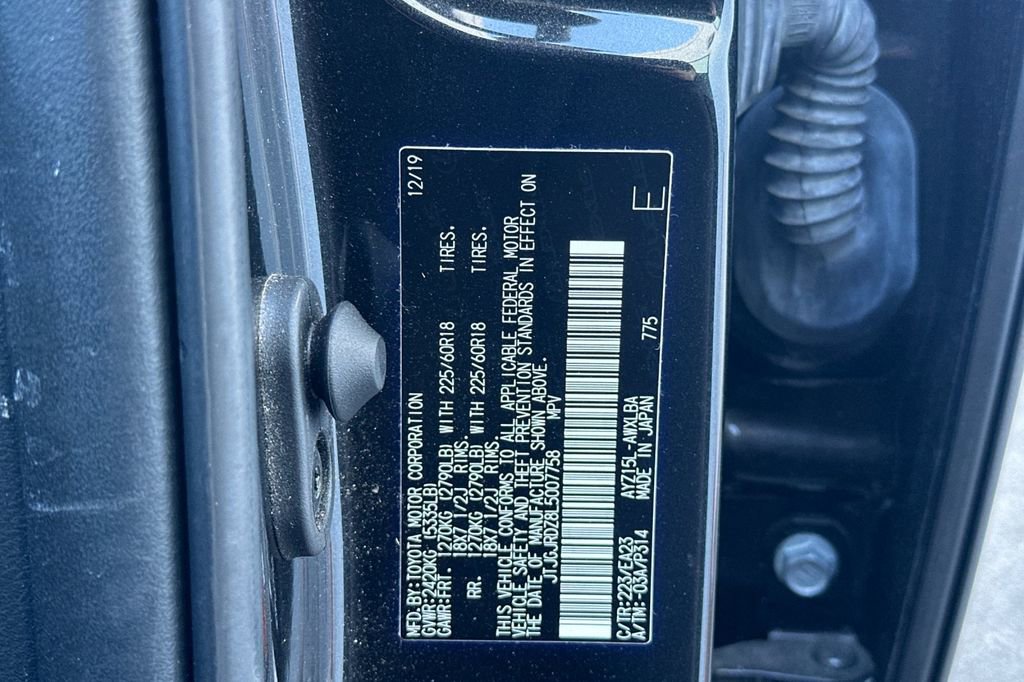 MFD.BY:TOYOTA MOTOR CORPORATION 12/19
GVWR:2420KG (5335LB)
GAWR:FRT. 1270KG (2790LB) WITH 225/60R18 TIRES.
18X7 1/2J RIMS.
RR. 1270KG (2790LB) WITH 225/60R18 TIRES.
18X7 1/2J RIMS.
THIS VEHICLE CONFORMS TO ALL APPLICABLE FEDERAL MOTOR
VEHICLE SAFETY AND THEFT PREVENTION STANDARDS IN EFFECT ON
THE DATE OF MANUFACTURE SHOWN ABOVE.
JTJGJRDZ8L5007758 MPV
C/TR:223/EA23 AYZ15L-AWXLBA
A/TM:-03A/P314 MADE IN JAPAN 775 E